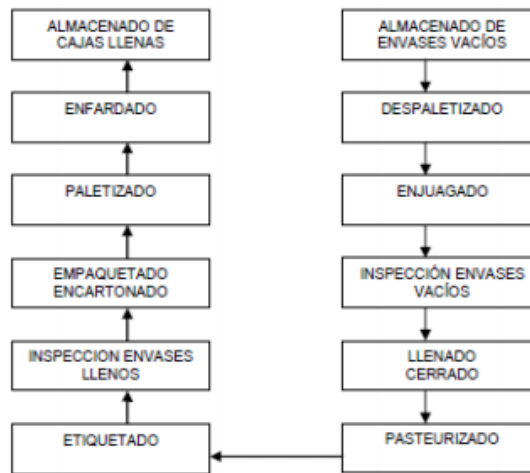 ALMACENADO DE
CAJAS LLENAS
ALMACENADO DE
ENVASES VACÍOS
ENFARDADO
DESPALETIZADO
PALETIZADO
ENJUAGADO
EMPAQUETADO
ENCARTONADO
INSPECCIÓN ENVASES
VACÍOS
INSPECCION ENVASES
LLENOS
LLENADO
CERRADO
ETIQUETADO
PASTEURIZADO